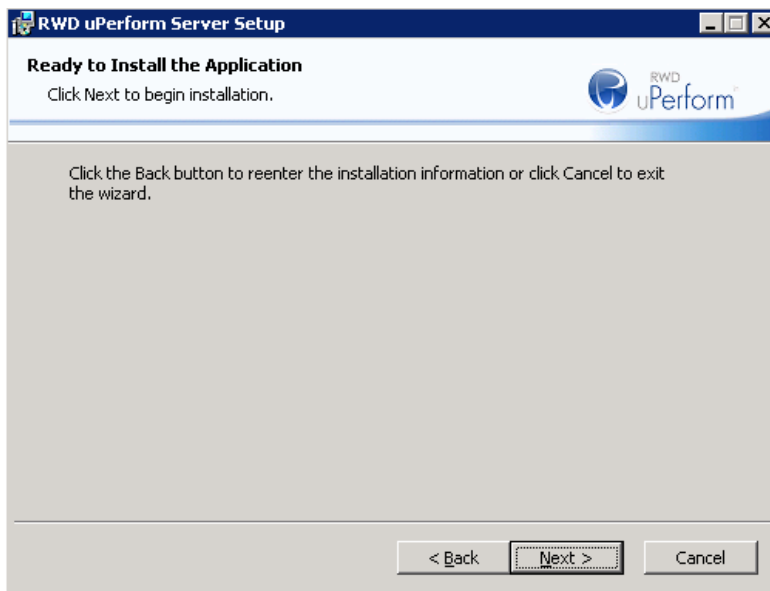 RWD uPerform Server Setup
Ready to Install the Application
Click Next to begin installation.
RWD
uPerform
Click the Back button to reenter the installation information or click Cancel to exit
the wizard.
< Back
Next >
Cancel